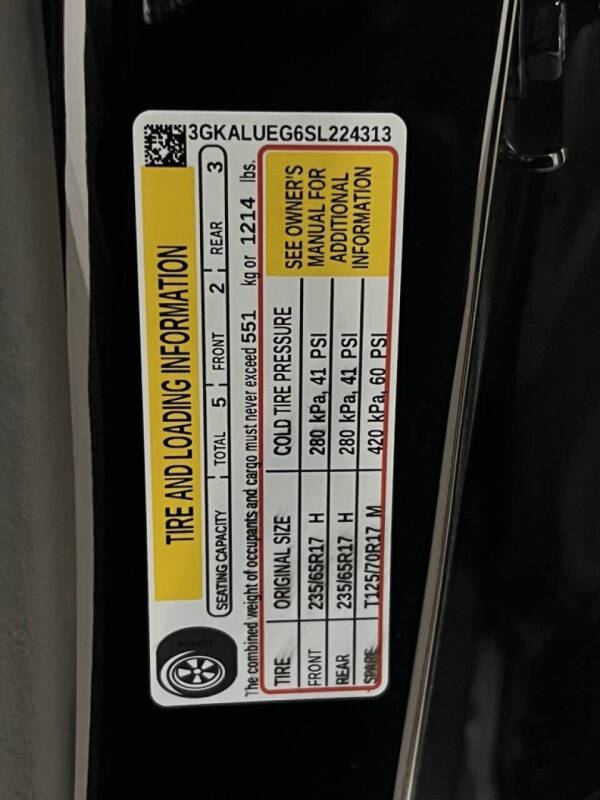 3GKALUEG6SL224313
TIRE AND LOADING INFORMATION
SEATING CAPACITY TOTAL 5 FRONT 2 REAR 3
The combined weight of occupants and cargo must never exceed 551 kg or 1214 lbs.
TIRE ORIGINAL SIZE COLD TIRE PRESSURE
FRONT 235/65R17 H 280 kPa, 41 PSI
REAR 235/65R17 H 280 kPa, 41 PSI
SPARE T125/70R17 M 420 kPa, 60 PSI
SEE OWNER'S
MANUAL FOR
ADDITIONAL
INFORMATION